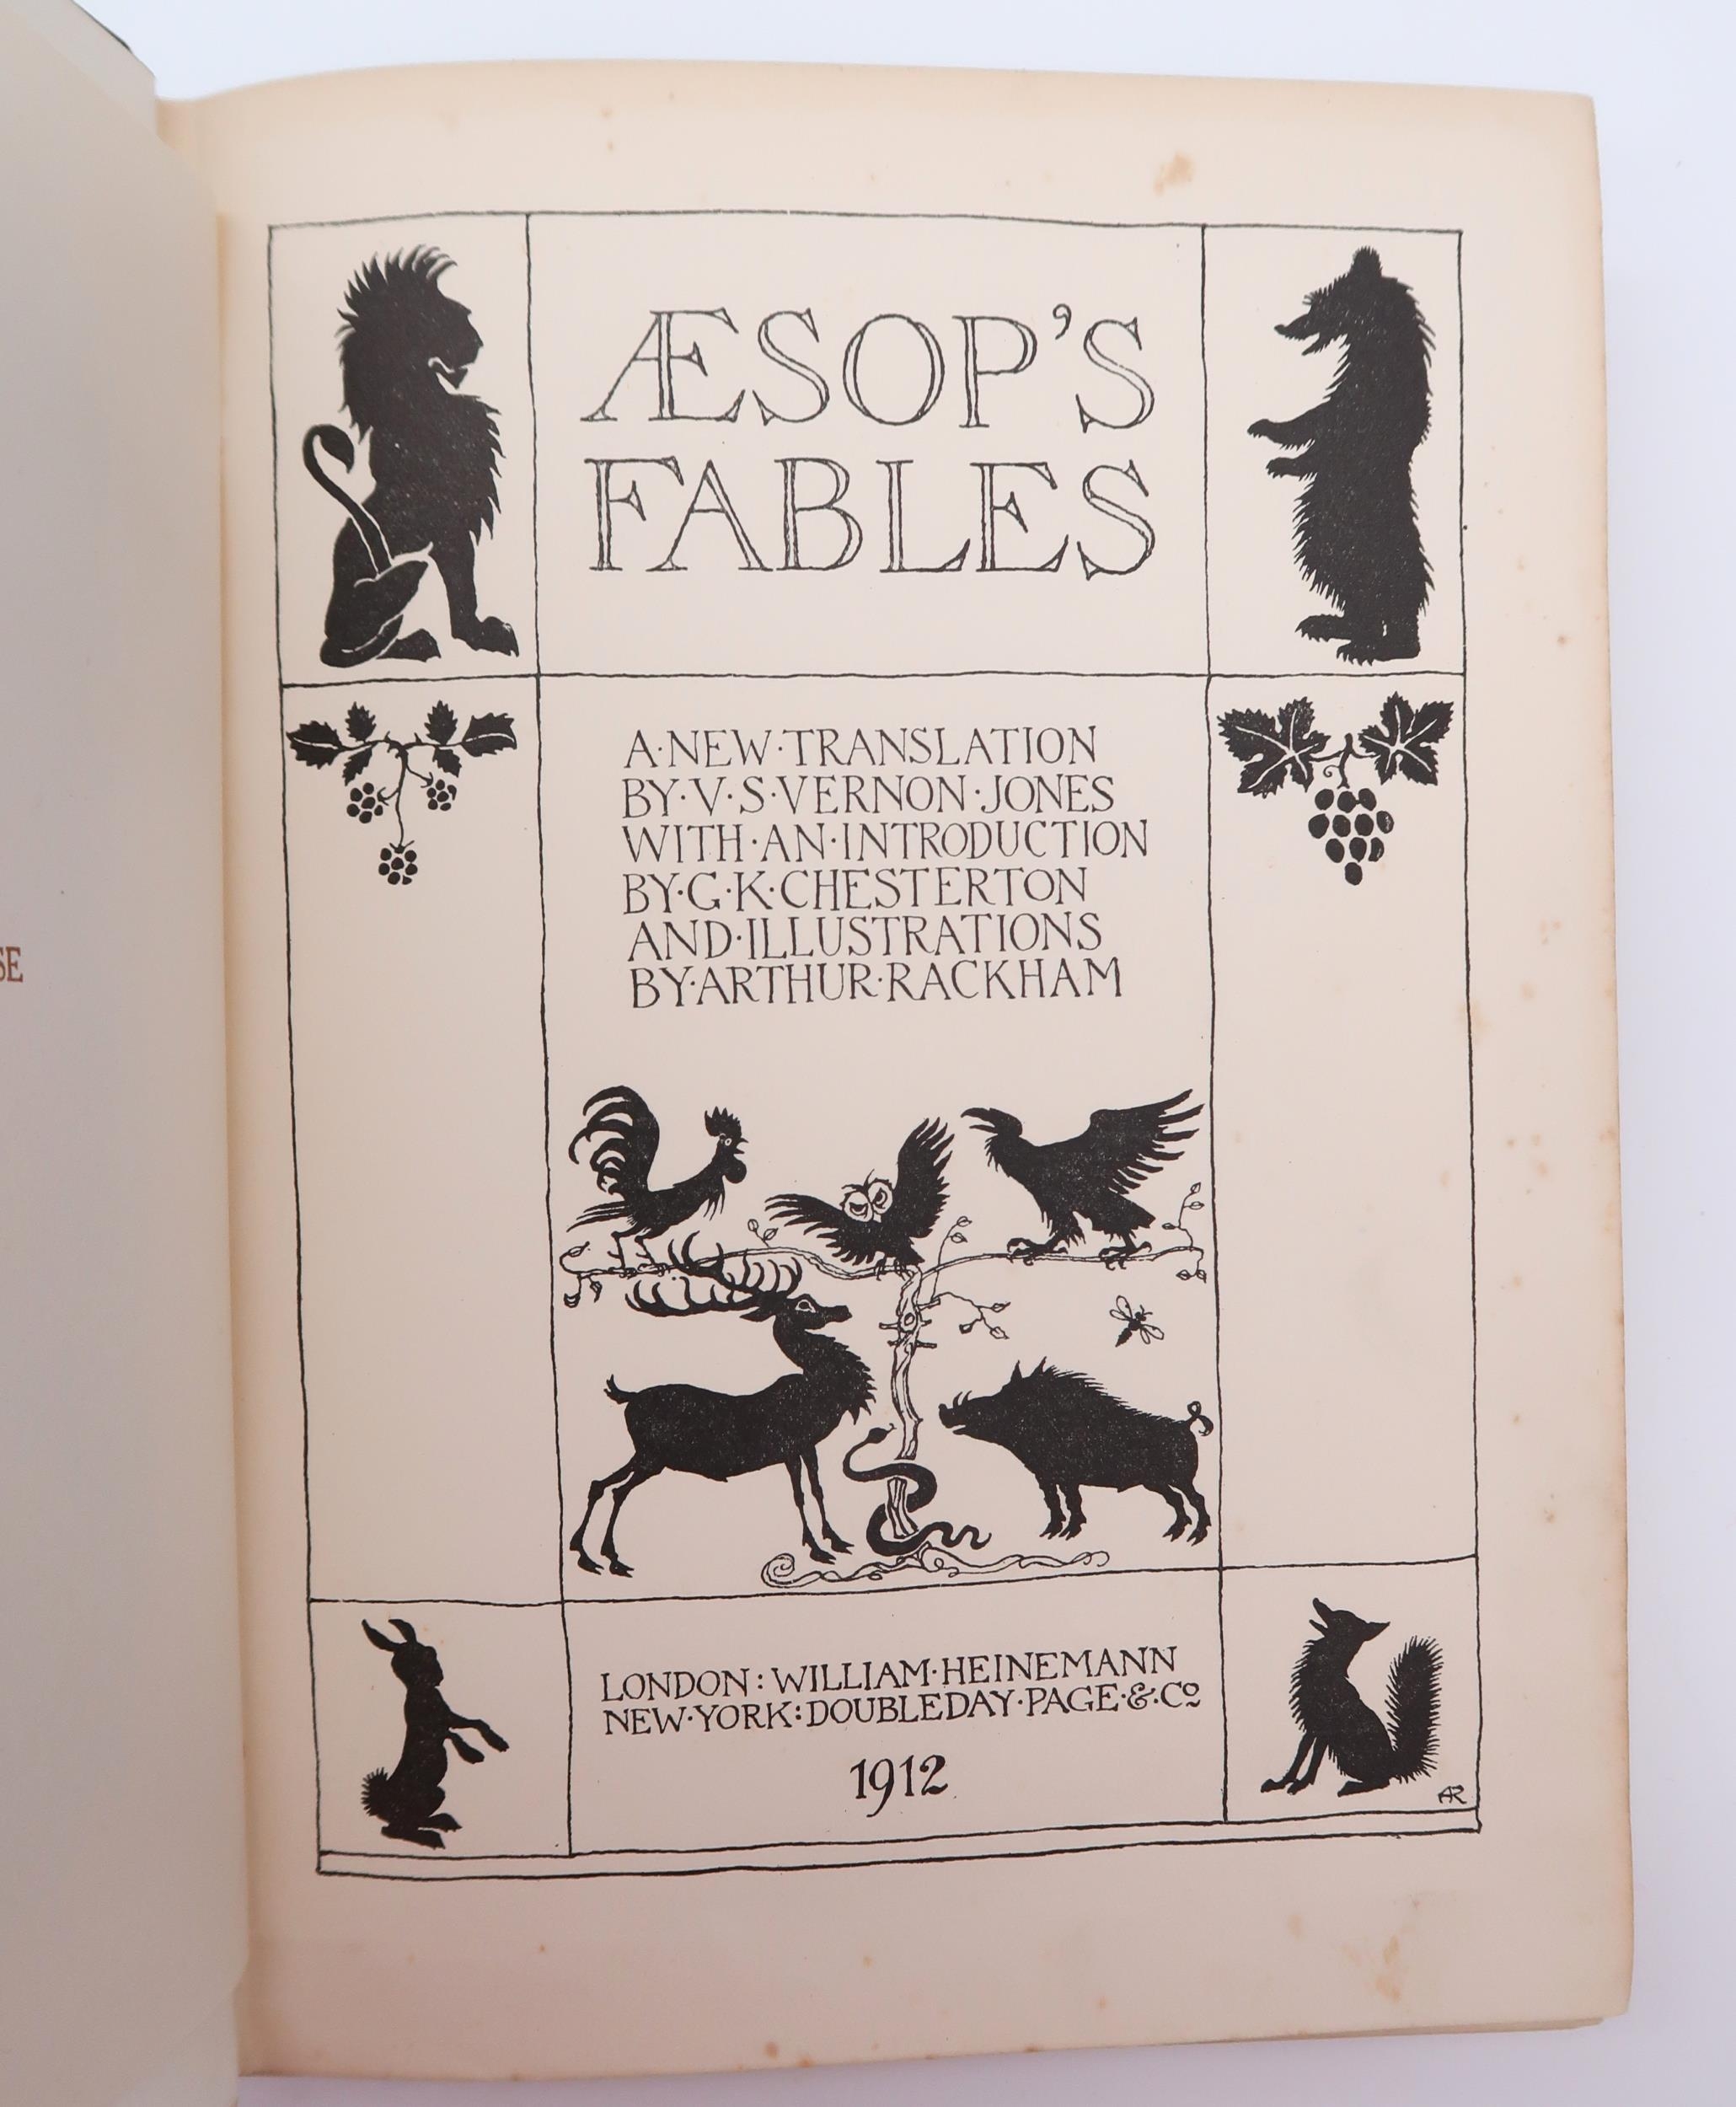 SE
ÆSOP'S
FABLES
A·NEW·TRANSLATION
BY·V·S·VERNON·JONES
WITH·AN·INTRODUCTION
BY·G·K·CHESTERTON
AND·ILLUSTRATIONS
BY·ARTHUR·RACKHAM
LONDON:WILLIAM·HEINEMANN
NEW·YORK:DOUBLEDAY·PAGE·&·Cº
1912
AR